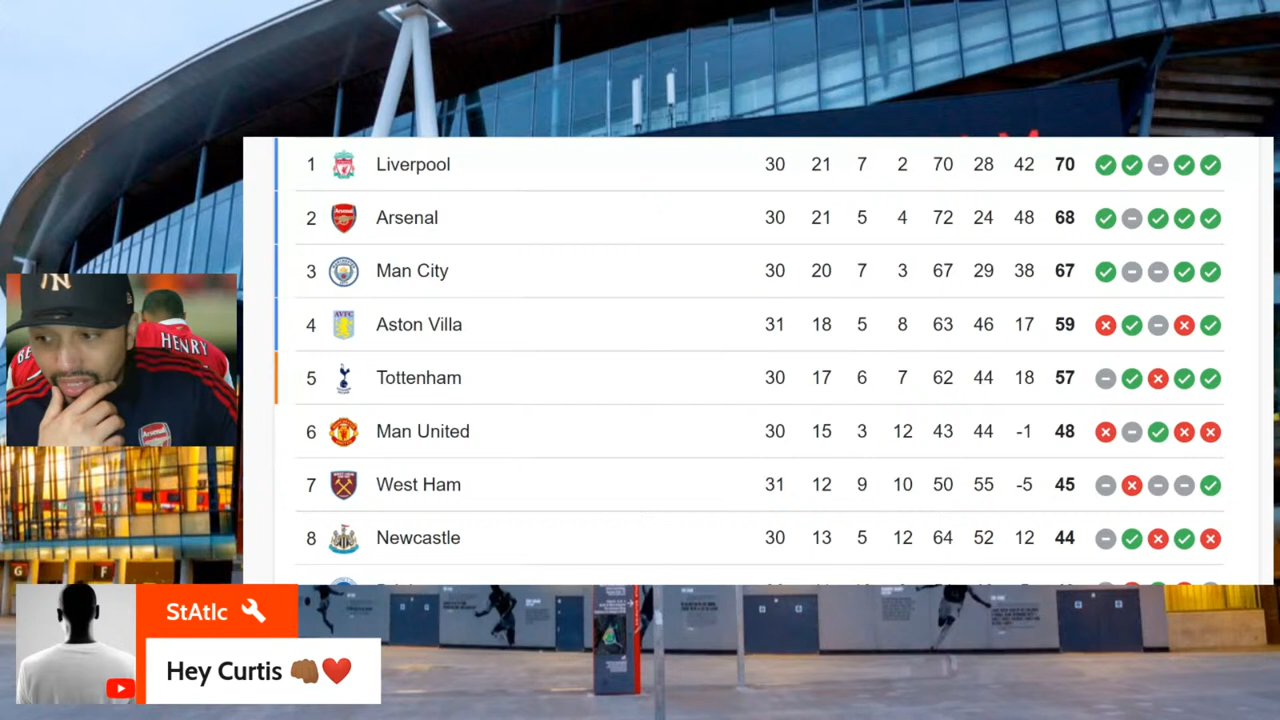 1 Liverpool 30 21 7 2 70 28 42 70
2 Arsenal 30 21 5 4 72 24 48 68
3 Man City 30 20 7 3 67 29 38 67
4 Aston Villa 31 18 5 8 63 46 17 59
5 Tottenham 30 17 6 7 62 44 18 57
6 Man United 30 15 3 12 43 44 -1 48
7 West Ham 31 12 9 10 50 55 -5 45
8 Newcastle 30 13 5 12 64 52 12 44
HENRY
Arsenal
AVFC
G F
StAtIc
Hey Curtis 👊🏾❤️